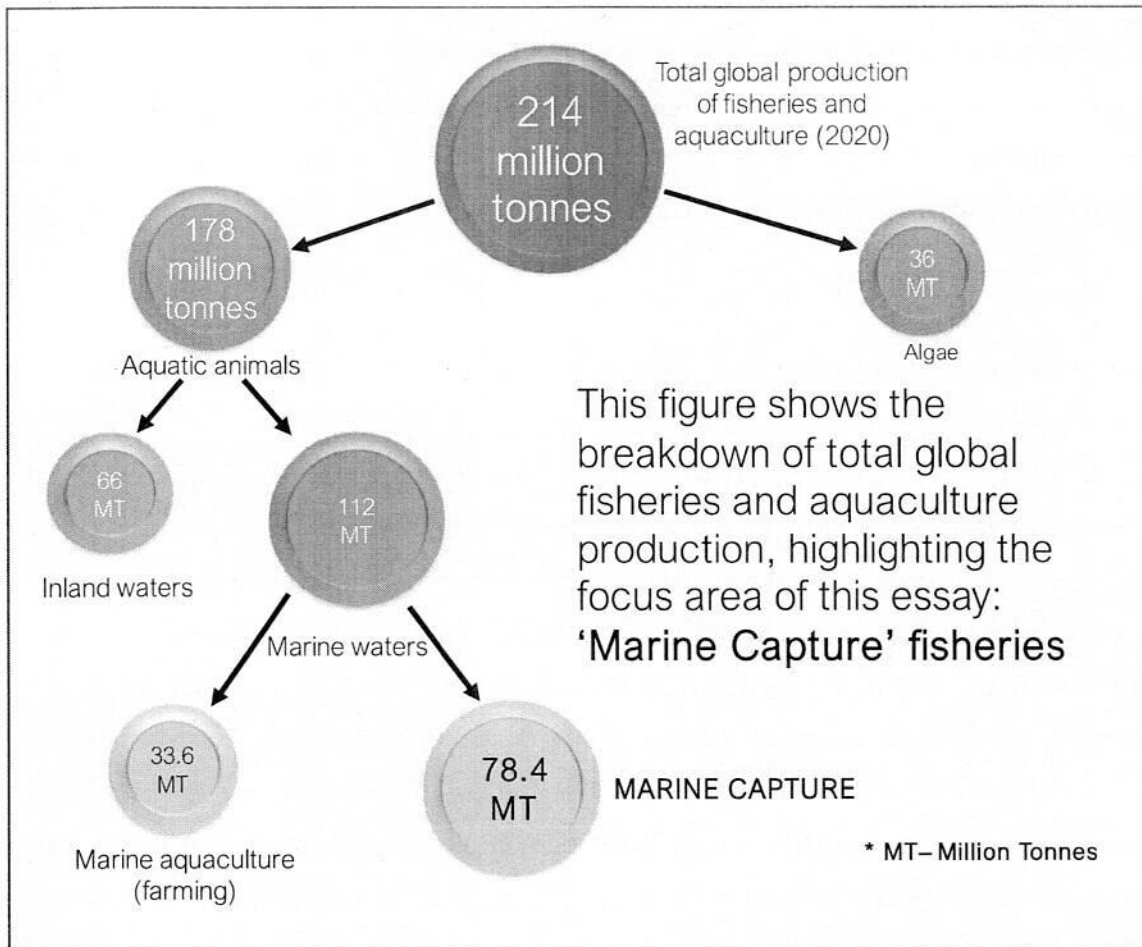 214
million
tonnes
Total global production
of fisheries and
aquaculture (2020)
178
million
tonnes
Aquatic animals
36
MT
Algae
66
MT
Inland waters
112
MT
Marine waters
This figure shows the
breakdown of total global
fisheries and aquaculture
production, highlighting the
focus area of this essay:
‘Marine Capture’ fisheries
33.6
MT
Marine aquaculture
(farming)
78.4
MT
MARINE CAPTURE
* MT– Million Tonnes